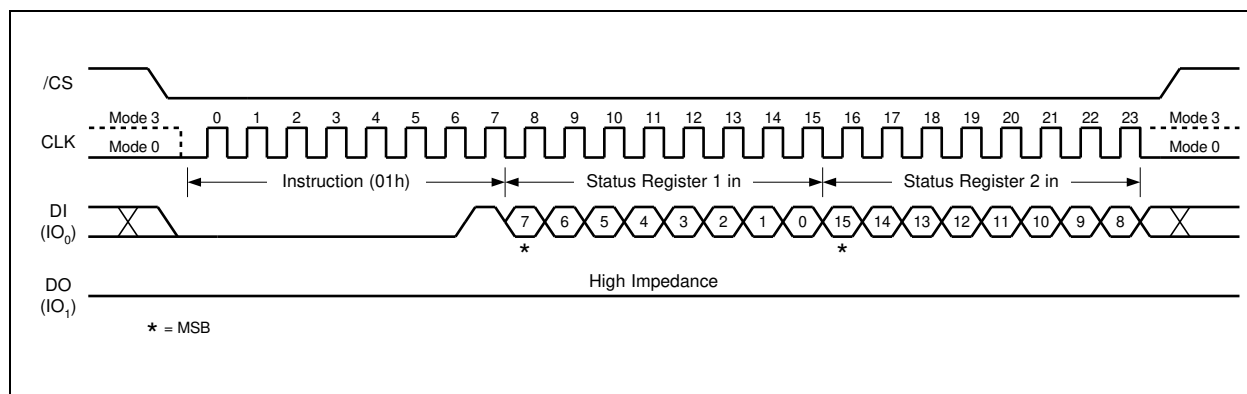 /CS
Mode 3 0 1 2 3 4 5 6 7 8 9 10 11 12 13 14 15 16 17 18 19 20 21 22 23 Mode 3
CLK
Mode 0 Mode 0
Instruction (01h) Status Register 1 in Status Register 2 in
DI
(IO₀) 7 6 5 4 3 2 1 0 15 14 13 12 11 10 9 8
* *
High Impedance
DO
(IO₁)
* = MSB